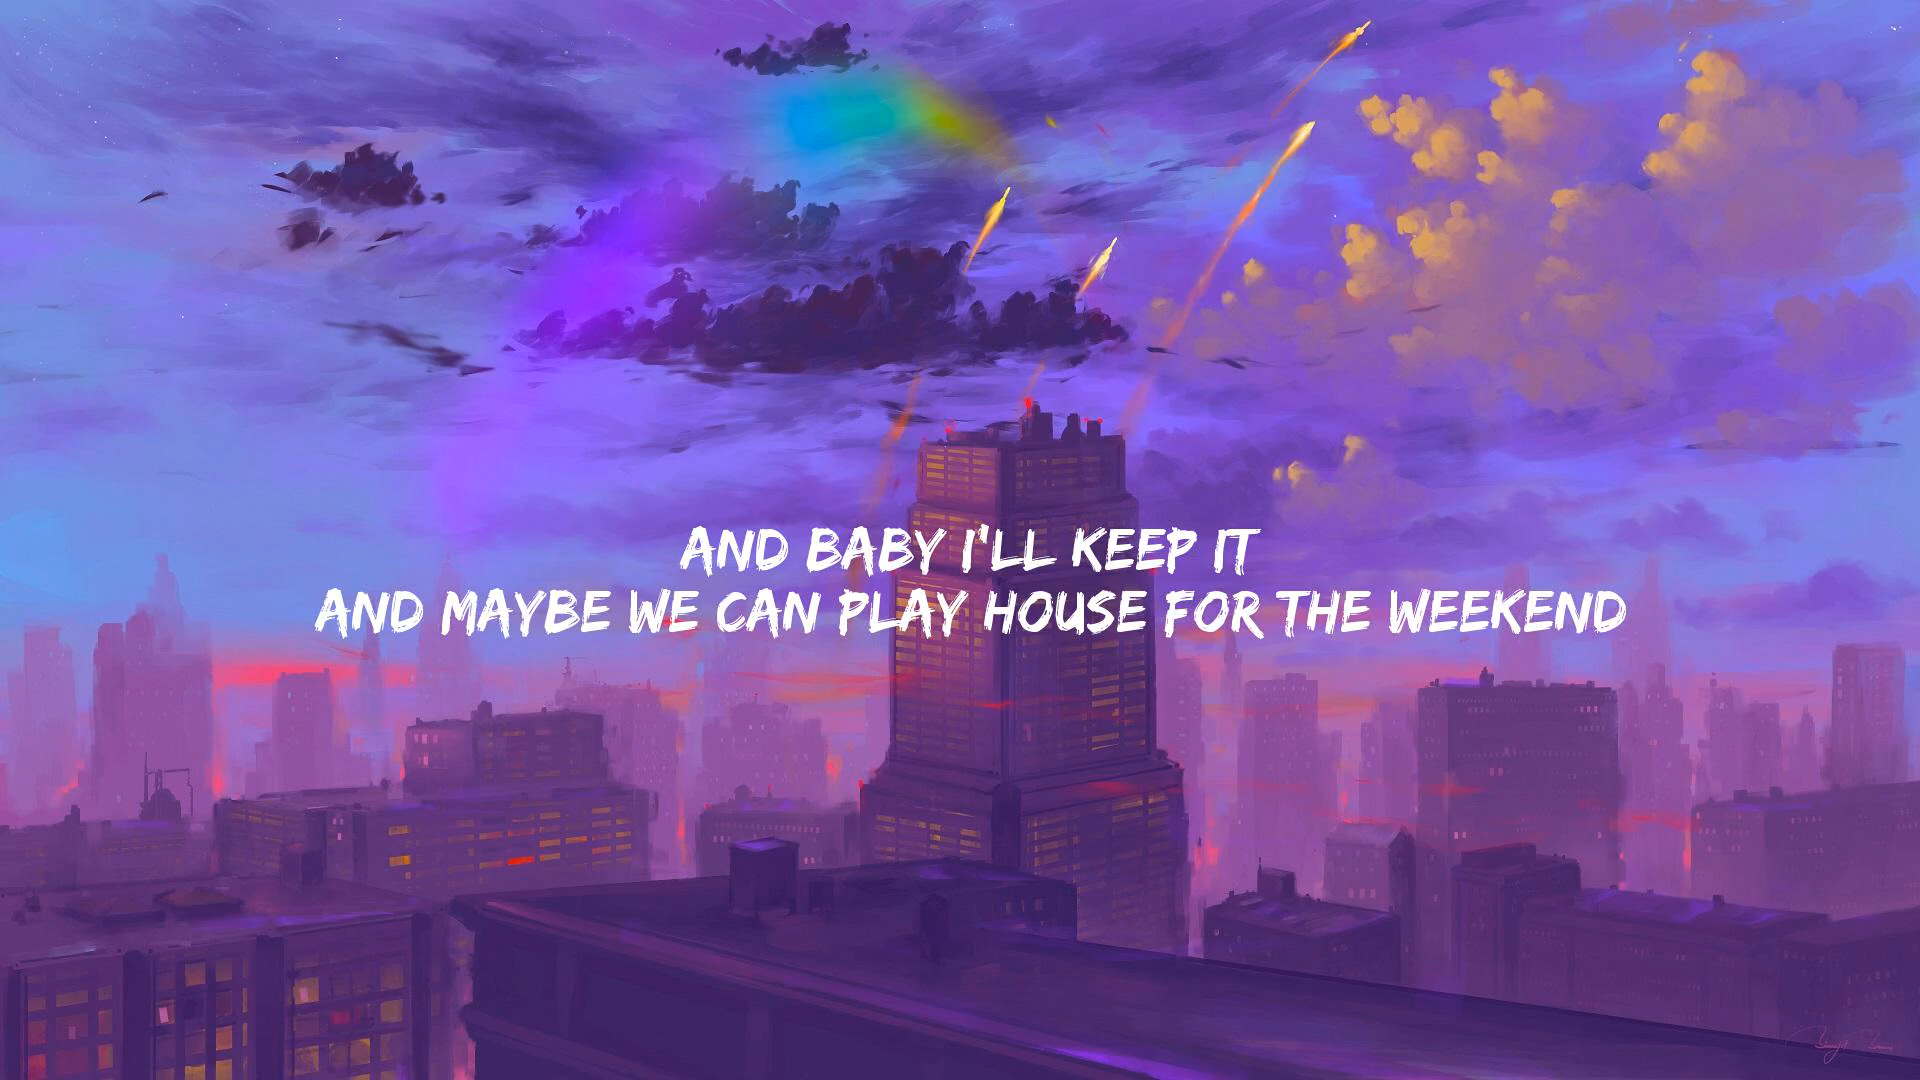 AND BABY I'LL KEEP IT
AND MAYBE WE CAN PLAY HOUSE FOR THE WEEKEND